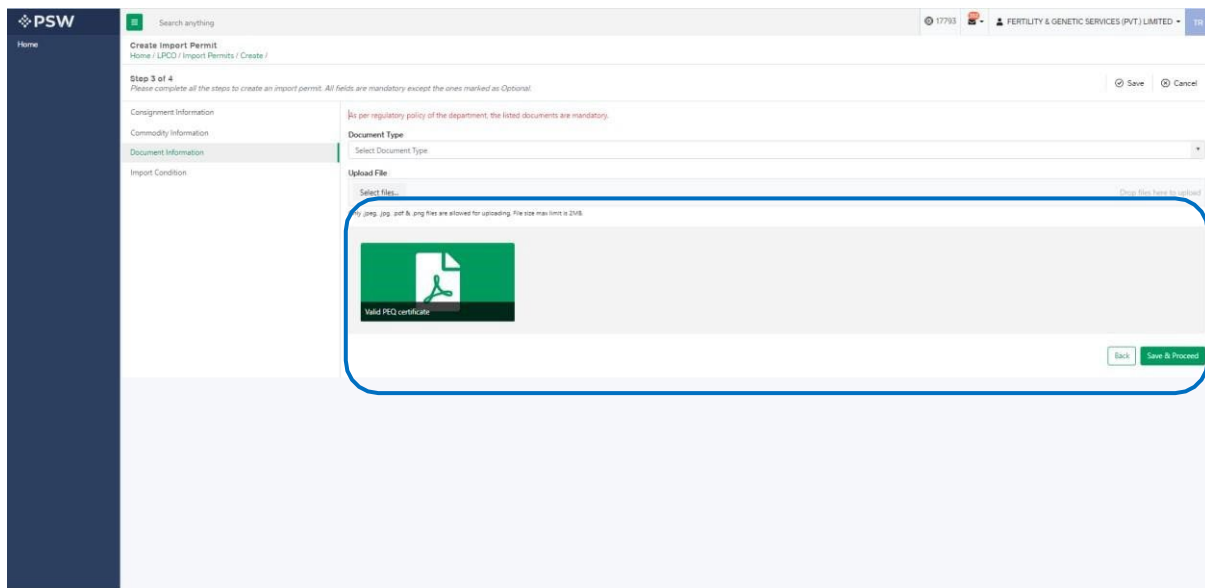 PSW
Search anything
17793
FERTILITY & GENETIC SERVICES (PVT.) LIMITED
TR
Home
Create Import Permit
Home / LPCO / Import Permits / Create /
Step 3 of 4
Please complete all the steps to create an import permit. All fields are mandatory except the ones marked as Optional.
Save
Cancel
Consignment Information
Commodity Information
Document Information
Import Condition
As per regulatory policy of the department, the listed documents are mandatory.
Document Type
Select Document Type
Upload File
Select files...
Drop files here to upload
.jpeg, .jpg, .pdf & .png files are allowed for uploading. File size max limit is 2MB.
Valid PEQ certificate
Back
Save & Proceed